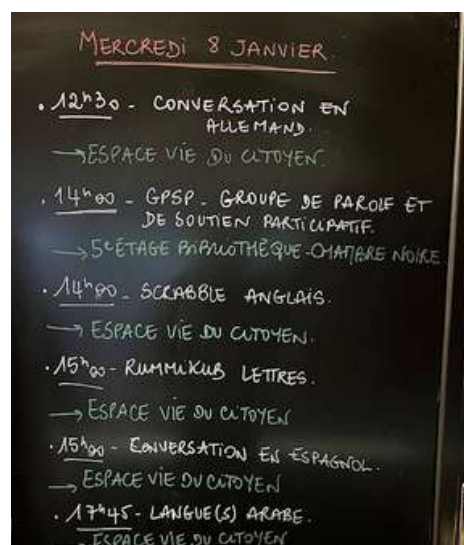 MERCREDI 8 JANVIER
• 12h30 - CONVERSATION EN
ALLEMAND.
→ ESPACE VIE DU CITOYEN.
• 14h00 - GPSP - GROUPE DE PAROLE ET
DE SOUTIEN PARTICIPATIF.
→ 5e ÉTAGE BIBLIOTHÈQUE - CHAMBRE NOIRE
• 14h00 - SCRABBLE ANGLAIS.
→ ESPACE VIE DU CITOYEN.
• 15h00 - RUMMIKUB LETTRES.
→ ESPACE VIE DU CITOYEN
• 15h00 - CONVERSATION EN ESPAGNOL.
→ ESPACE VIE DU CITOYEN
• 17h45 - LANGUE(S) ARABE.
→ ESPACE VIE DU CITOYEN